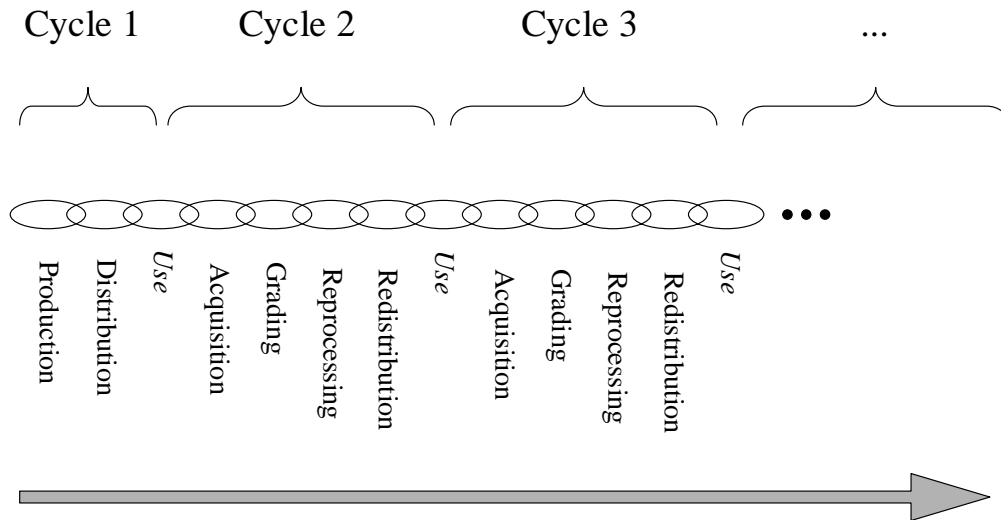 Cycle 1
Cycle 2
Cycle 3
...
Production
Distribution
Use
Acquisition
Grading
Reprocessing
Redistribution
Use
Acquisition
Grading
Reprocessing
Redistribution
Use